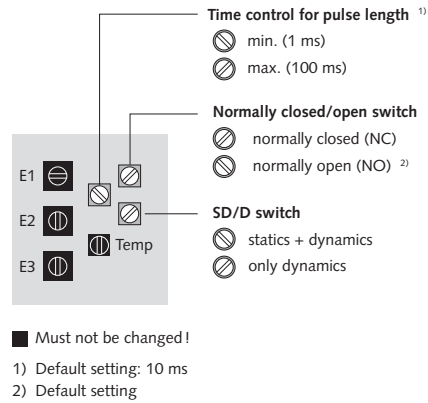 Time control for pulse length 1)
min. (1 ms)
max. (100 ms)
Normally closed/open switch
normally closed (NC)
normally open (NO) 2)
SD/D switch
statics + dynamics
only dynamics
E1
E2
E3
Temp
Must not be changed!
1) Default setting: 10 ms
2) Default setting